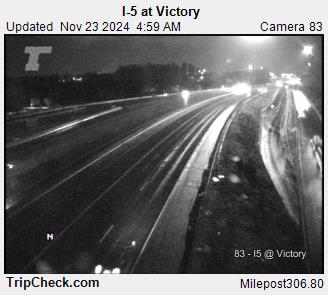 I-5 at Victory
Updated Nov 23 2024 4:59 AM Camera 83
T
N
83 - I5 @ Victory
TripCheck.com Milepost306.80